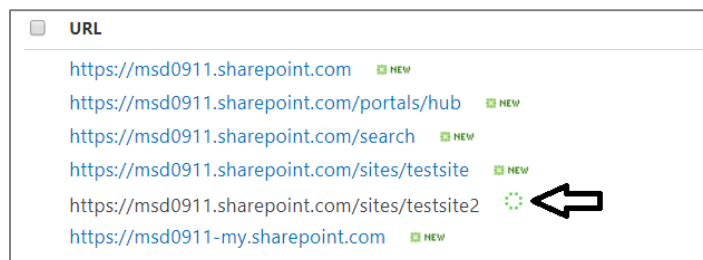 URL
https://msd0911.sharepoint.com NEW
https://msd0911.sharepoint.com/portals/hub NEW
https://msd0911.sharepoint.com/search NEW
https://msd0911.sharepoint.com/sites/testsite NEW
https://msd0911.sharepoint.com/sites/testsite2
https://msd0911-my.sharepoint.com NEW